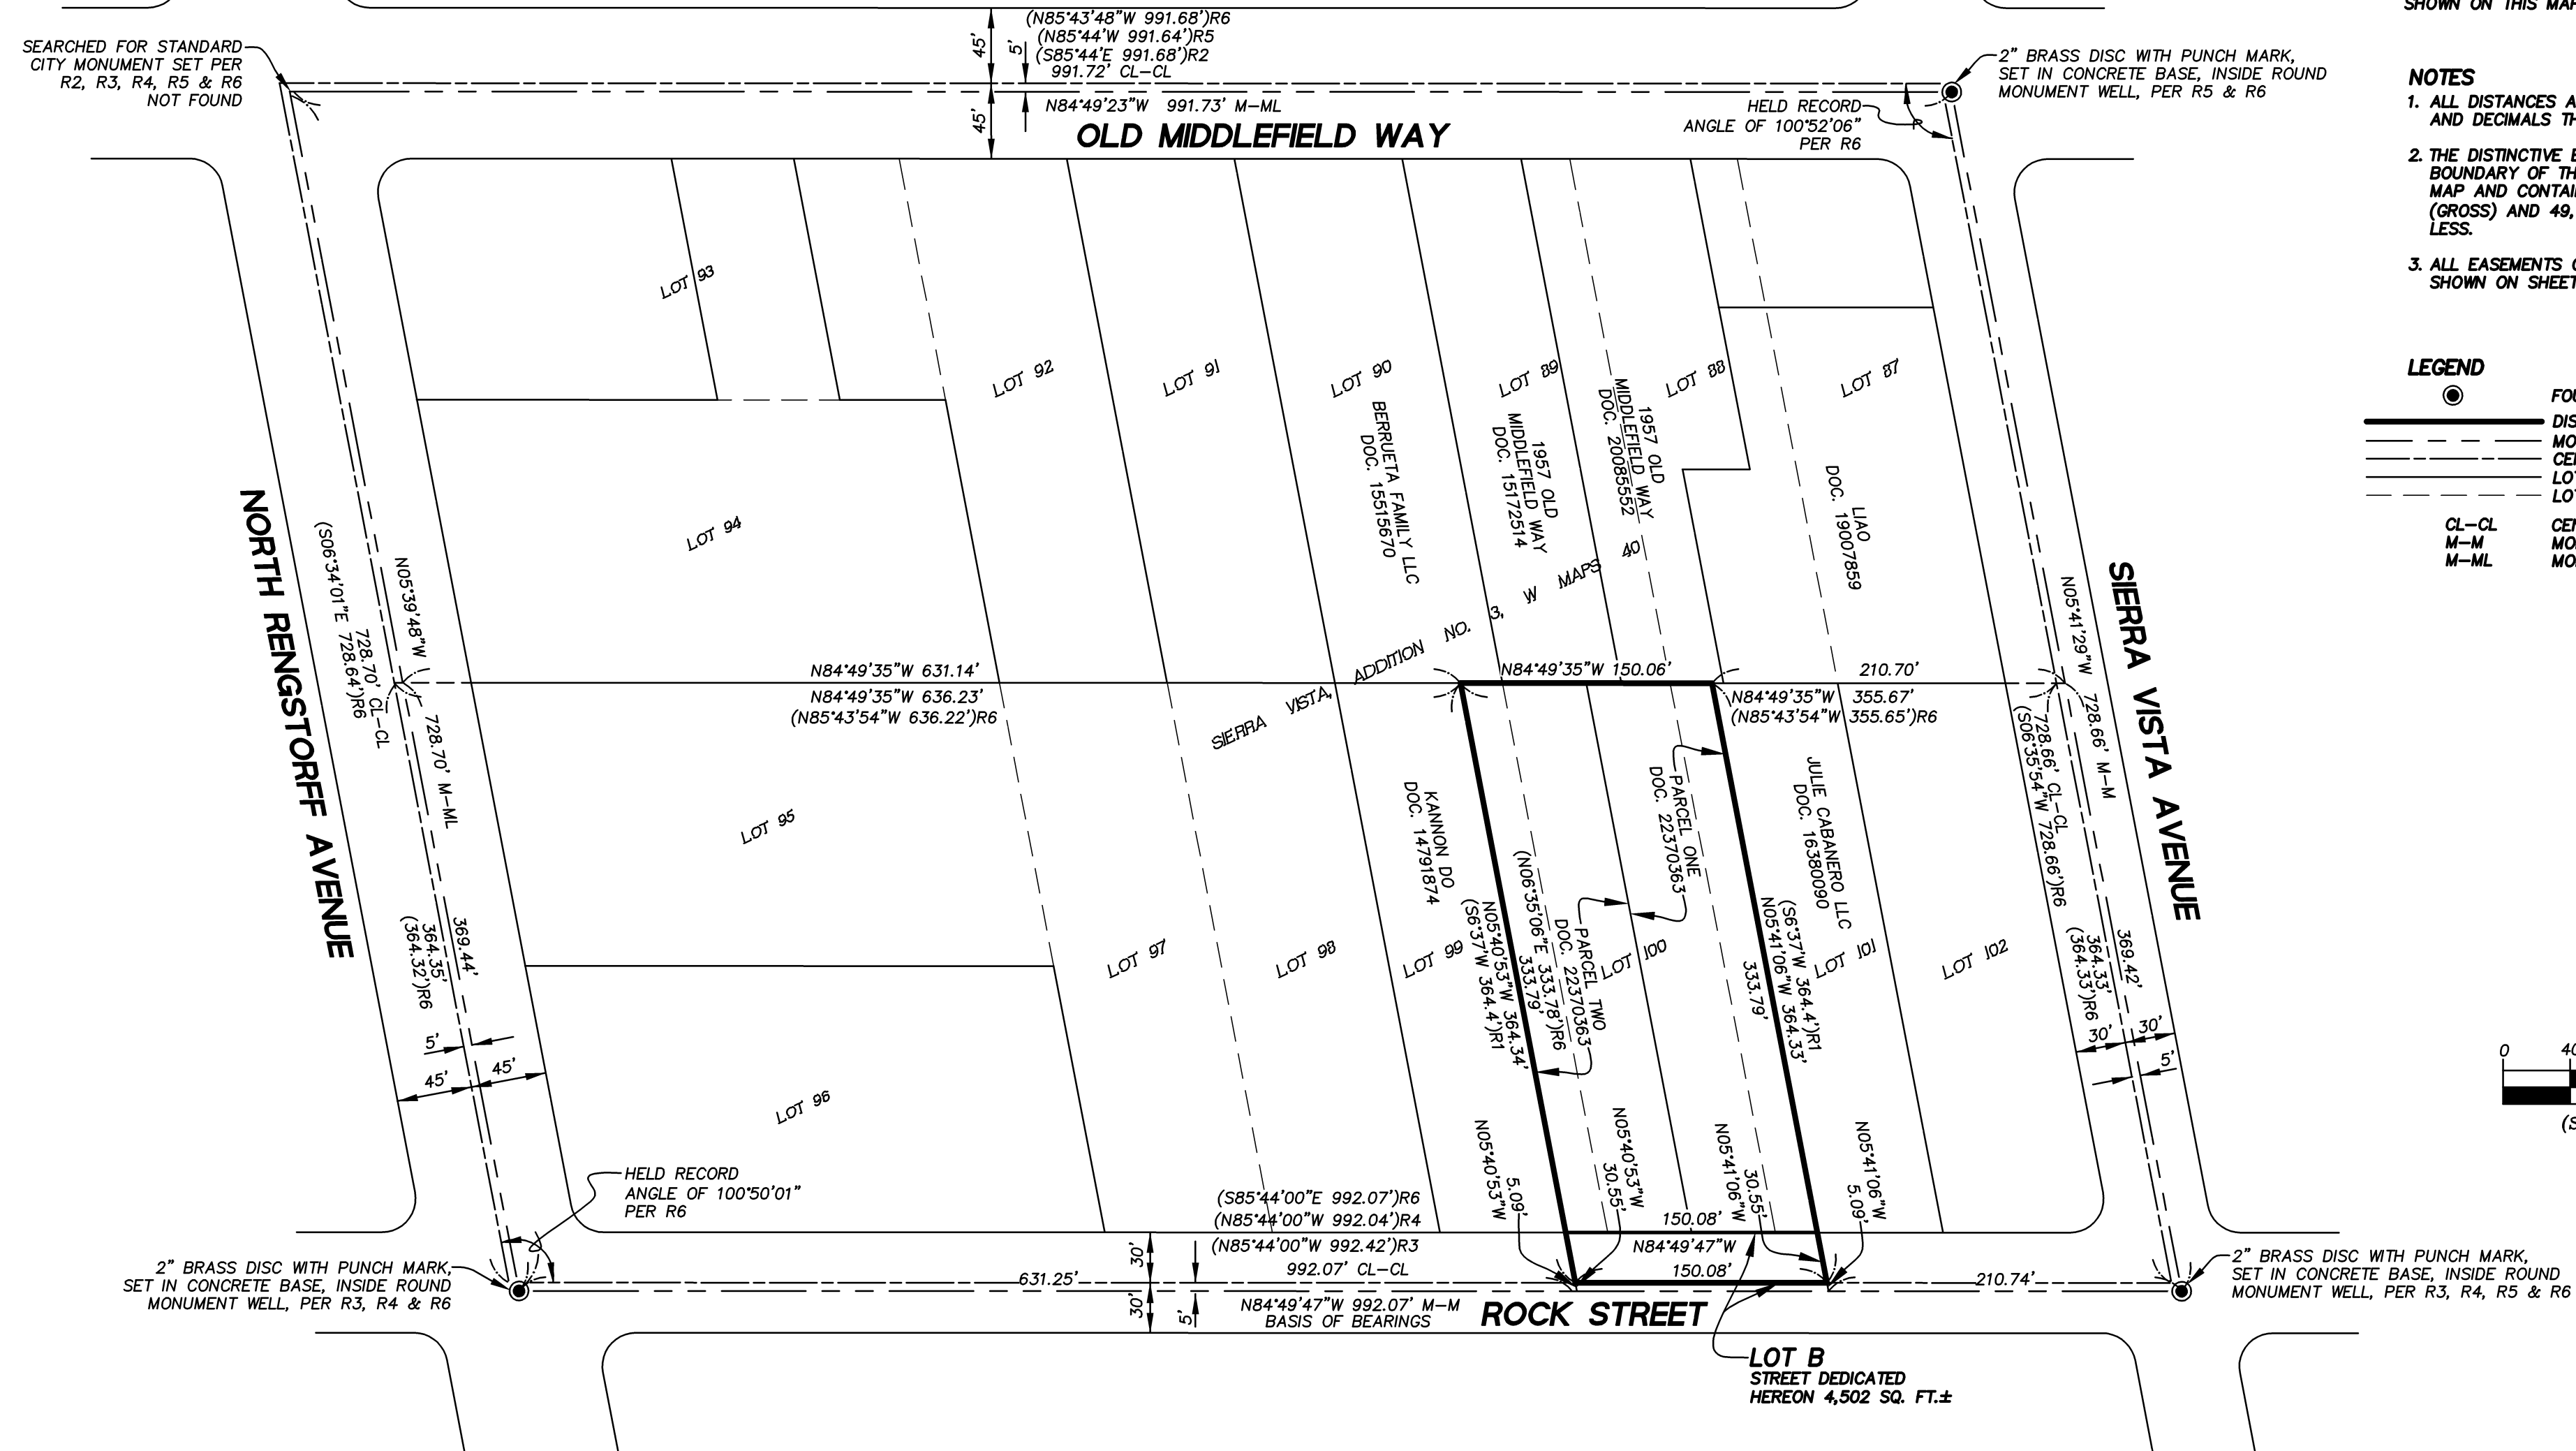 SHOWN ON THIS MAP
SEARCHED FOR STANDARD
CITY MONUMENT SET PER
R2, R3, R4, R5 & R6
NOT FOUND
45'
5'
45'
(N85°43'48"W 991.68')R6
(N85°44'W 991.64')R5
(S85°44'E 991.68')R2
991.72' CL-CL
N84°49'23"W 991.73' M-ML
OLD MIDDLEFIELD WAY
HELD RECORD
ANGLE OF 100°52'06"
PER R6
2" BRASS DISC WITH PUNCH MARK,
SET IN CONCRETE BASE, INSIDE ROUND
MONUMENT WELL, PER R5 & R6
NOTES
1. ALL DISTANCES A
AND DECIMALS TH
2. THE DISTINCTIVE B
BOUNDARY OF TH
MAP AND CONTAI
(GROSS) AND 49,
LESS.
3. ALL EASEMENTS
SHOWN ON SHEET
LEGEND
FOU
DIS
MO
CE
LOT
LOT
CL-CL CE
M-M MO
M-ML MO
LOT 93
LOT 92
LOT 91
LOT 90
LOT 89
LOT 88
LOT 87
LOT 94
BERRUETA FAMILY LLC
DOC. 15515670
1957 OLD
MIDDLEFIELD WAY
DOC. 15172514
1957 OLD
MIDDLEFIELD WAY
DOC. 20085552
LIAO
DOC. 19007859
NORTH RENGSTORFF AVENUE
(S06°34'01"E 728.64')R6
728.70' CL-CL
N05°39'48"W
728.70' M-ML
SIERRA VISTA, ADDITION NO. 3, W MAPS 40
N05°41'29"W 728.66' M-M
728.66' CL-CL
(S06°35'54"W 728.66')R6
SIERRA VISTA AVENUE
N84°49'35"W 631.14'
N84°49'35"W 636.23'
(N85°43'54"W 636.22')R6
N84°49'35"W 150.06'
210.70'
N84°49'35"W 355.67'
(N85°43'54"W 355.65')R6
LOT 95
KANNON DO
DOC. 14791874
PARCEL ONE
DOC. 22370363
JULIE CABANERO LLC
DOC. 16380090
LOT 97
LOT 98
LOT 99
LOT 100
LOT 101
LOT 102
N05°40'53"W 364.34'
(S6°37'W 364.4')R1
(N06°35'06"E 333.78')R6
333.79'
PARCEL TWO
DOC. 22370363
333.79'
(S6°37'W 364.4')R1
N05°41'06"W 364.33'
369.44'
364.35'
(364.32')R6
5'
45'
45'
369.42'
364.33'
(364.33')R6
30'
30'
5'
0
40
LOT 96
N05°40'53"W
5.09'
N05°40'53"W
30.55'
N05°41'06"W
30.55'
N05°41'06"W
5.09'
HELD RECORD
ANGLE OF 100°50'01"
PER R6
(S85°44'00"E 992.07')R6
(N85°44'00"W 992.04')R4
(N85°44'00"W 992.42')R3
992.07' CL-CL
150.08'
N84°49'47"W
150.08'
30'
30'
5'
631.25'
210.74'
N84°49'47"W 992.07' M-M
BASIS OF BEARINGS
ROCK STREET
2" BRASS DISC WITH PUNCH MARK,
SET IN CONCRETE BASE, INSIDE ROUND
MONUMENT WELL, PER R3, R4 & R6
2" BRASS DISC WITH PUNCH MARK,
SET IN CONCRETE BASE, INSIDE ROUND
MONUMENT WELL, PER R3, R4, R5 & R6
LOT B
STREET DEDICATED
HEREON 4,502 SQ. FT.±